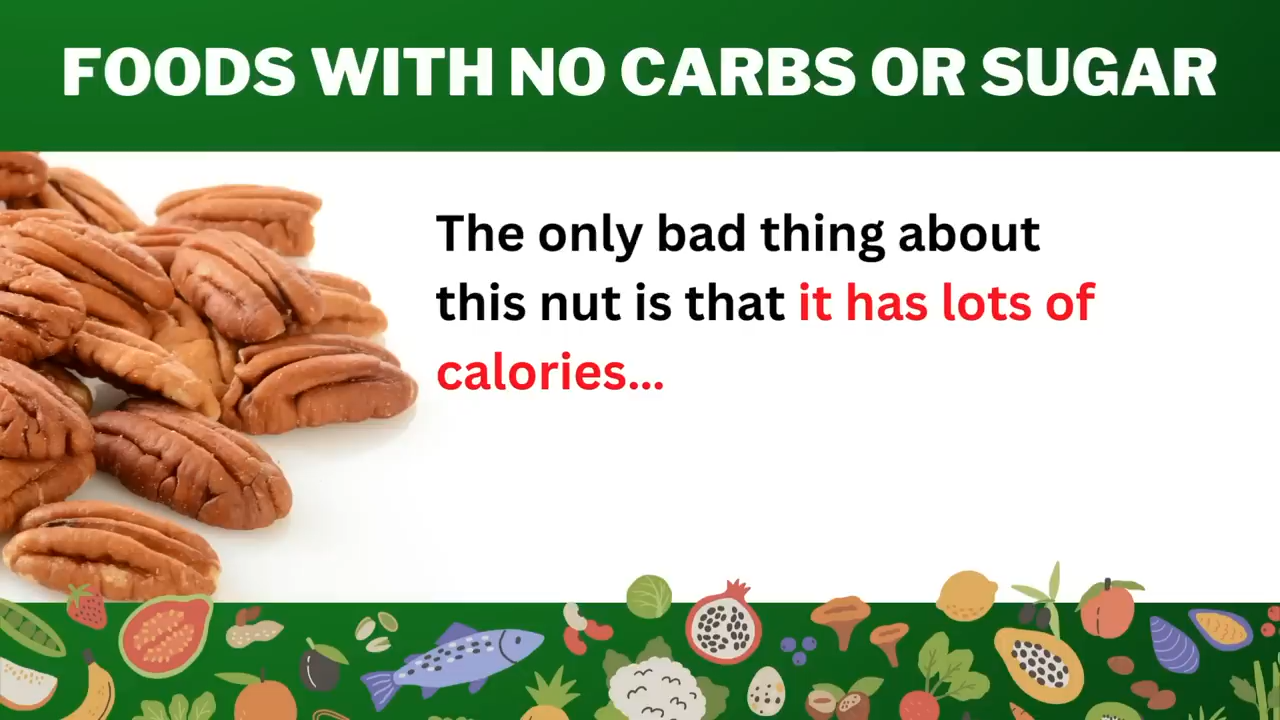 FOODS WITH NO CARBS OR SUGAR
The only bad thing about
this nut is that it has lots of
calories...